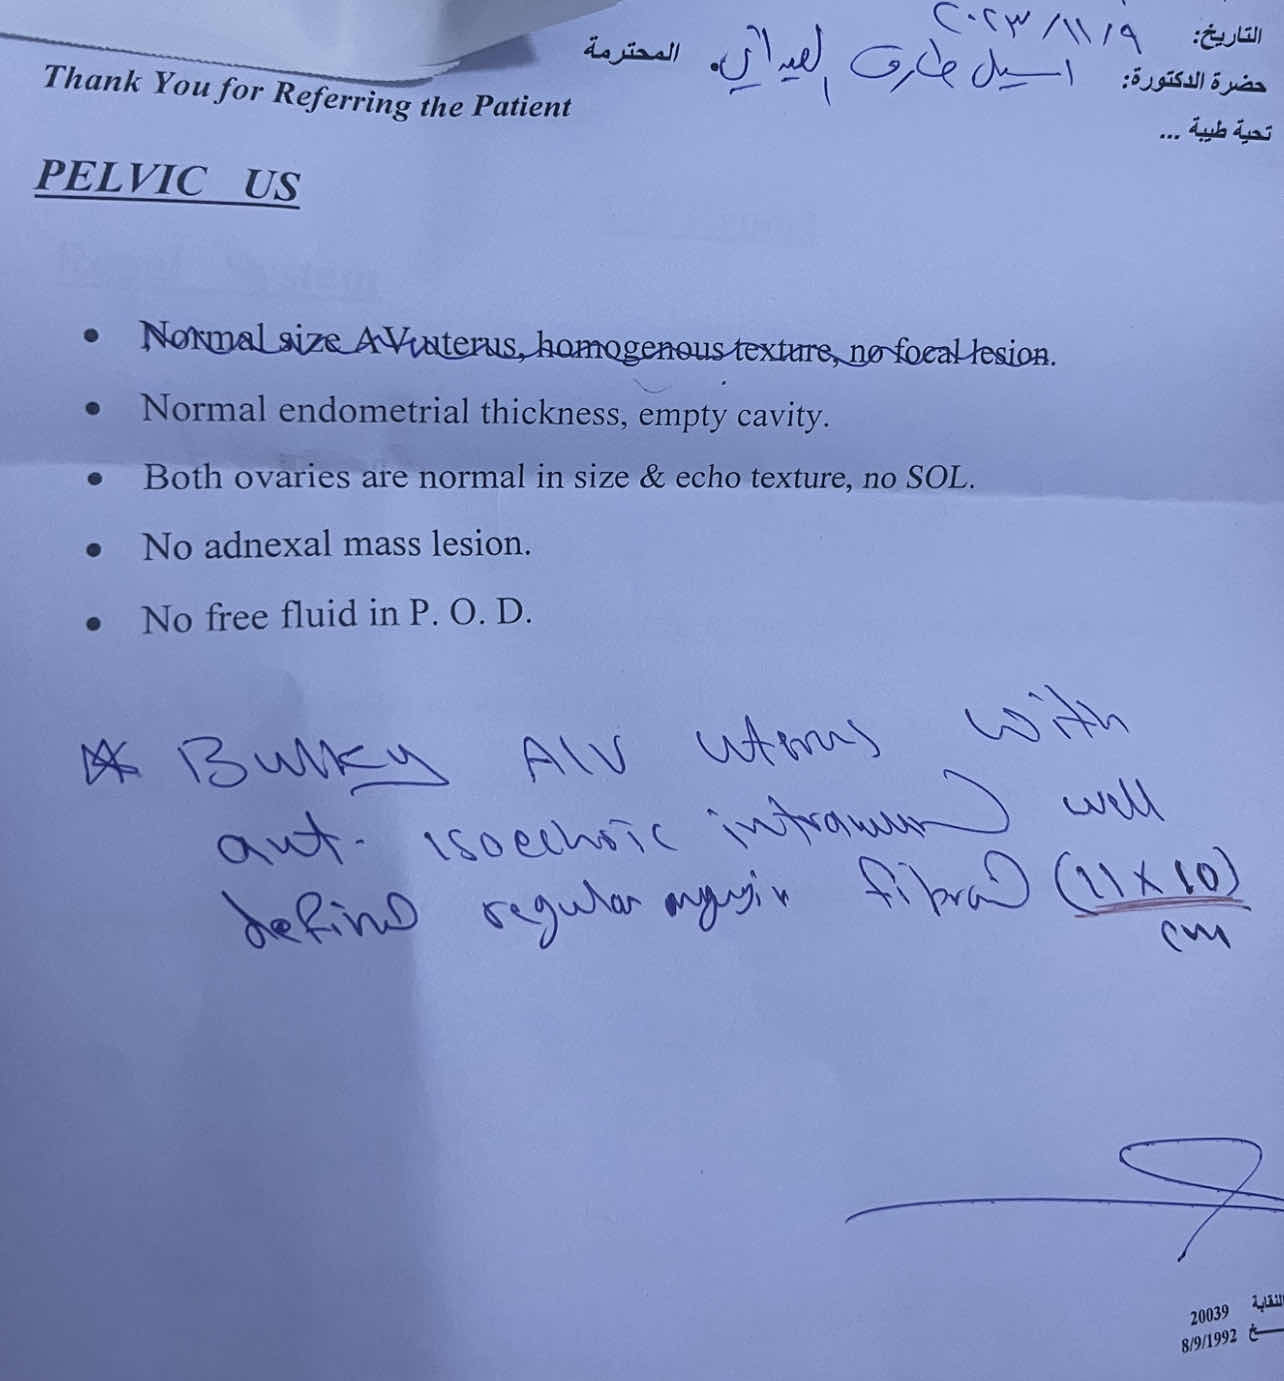 التاريخ: ٢٠٢٣/١١/٩
حضرة الدكتورة: اسيل طارق المحترمة
تحية طيبة ...
Thank You for Referring the Patient
PELVIC US
• Normal size AV uterus, homogenous texture, no focal lesion.
• Normal endometrial thickness, empty cavity.
• Both ovaries are normal in size & echo texture, no SOL.
• No adnexal mass lesion.
• No free fluid in P. O. D.
Bulky A/V uterus with
ant. isoechoic intramural well
defined regular margin fibroid (11 x 10)
cm
20039
8/9/1992